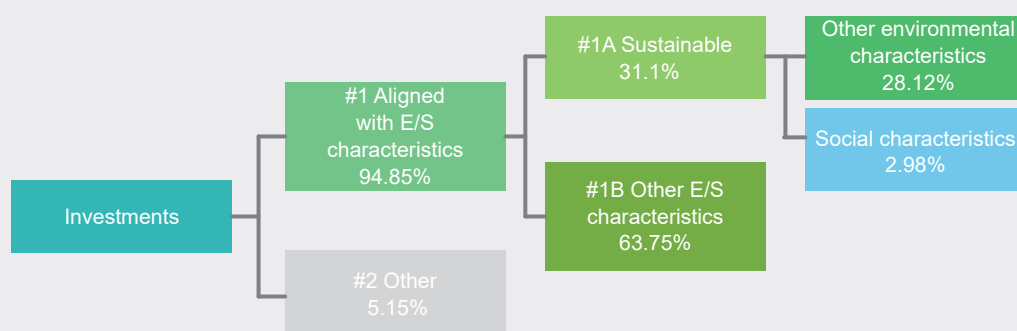 Investments
#1 Aligned
with E/S
characteristics
94.85%
#2 Other
5.15%
#1A Sustainable
31.1%
#1B Other E/S
characteristics
63.75%
Other environmental
characteristics
28.12%
Social characteristics
2.98%